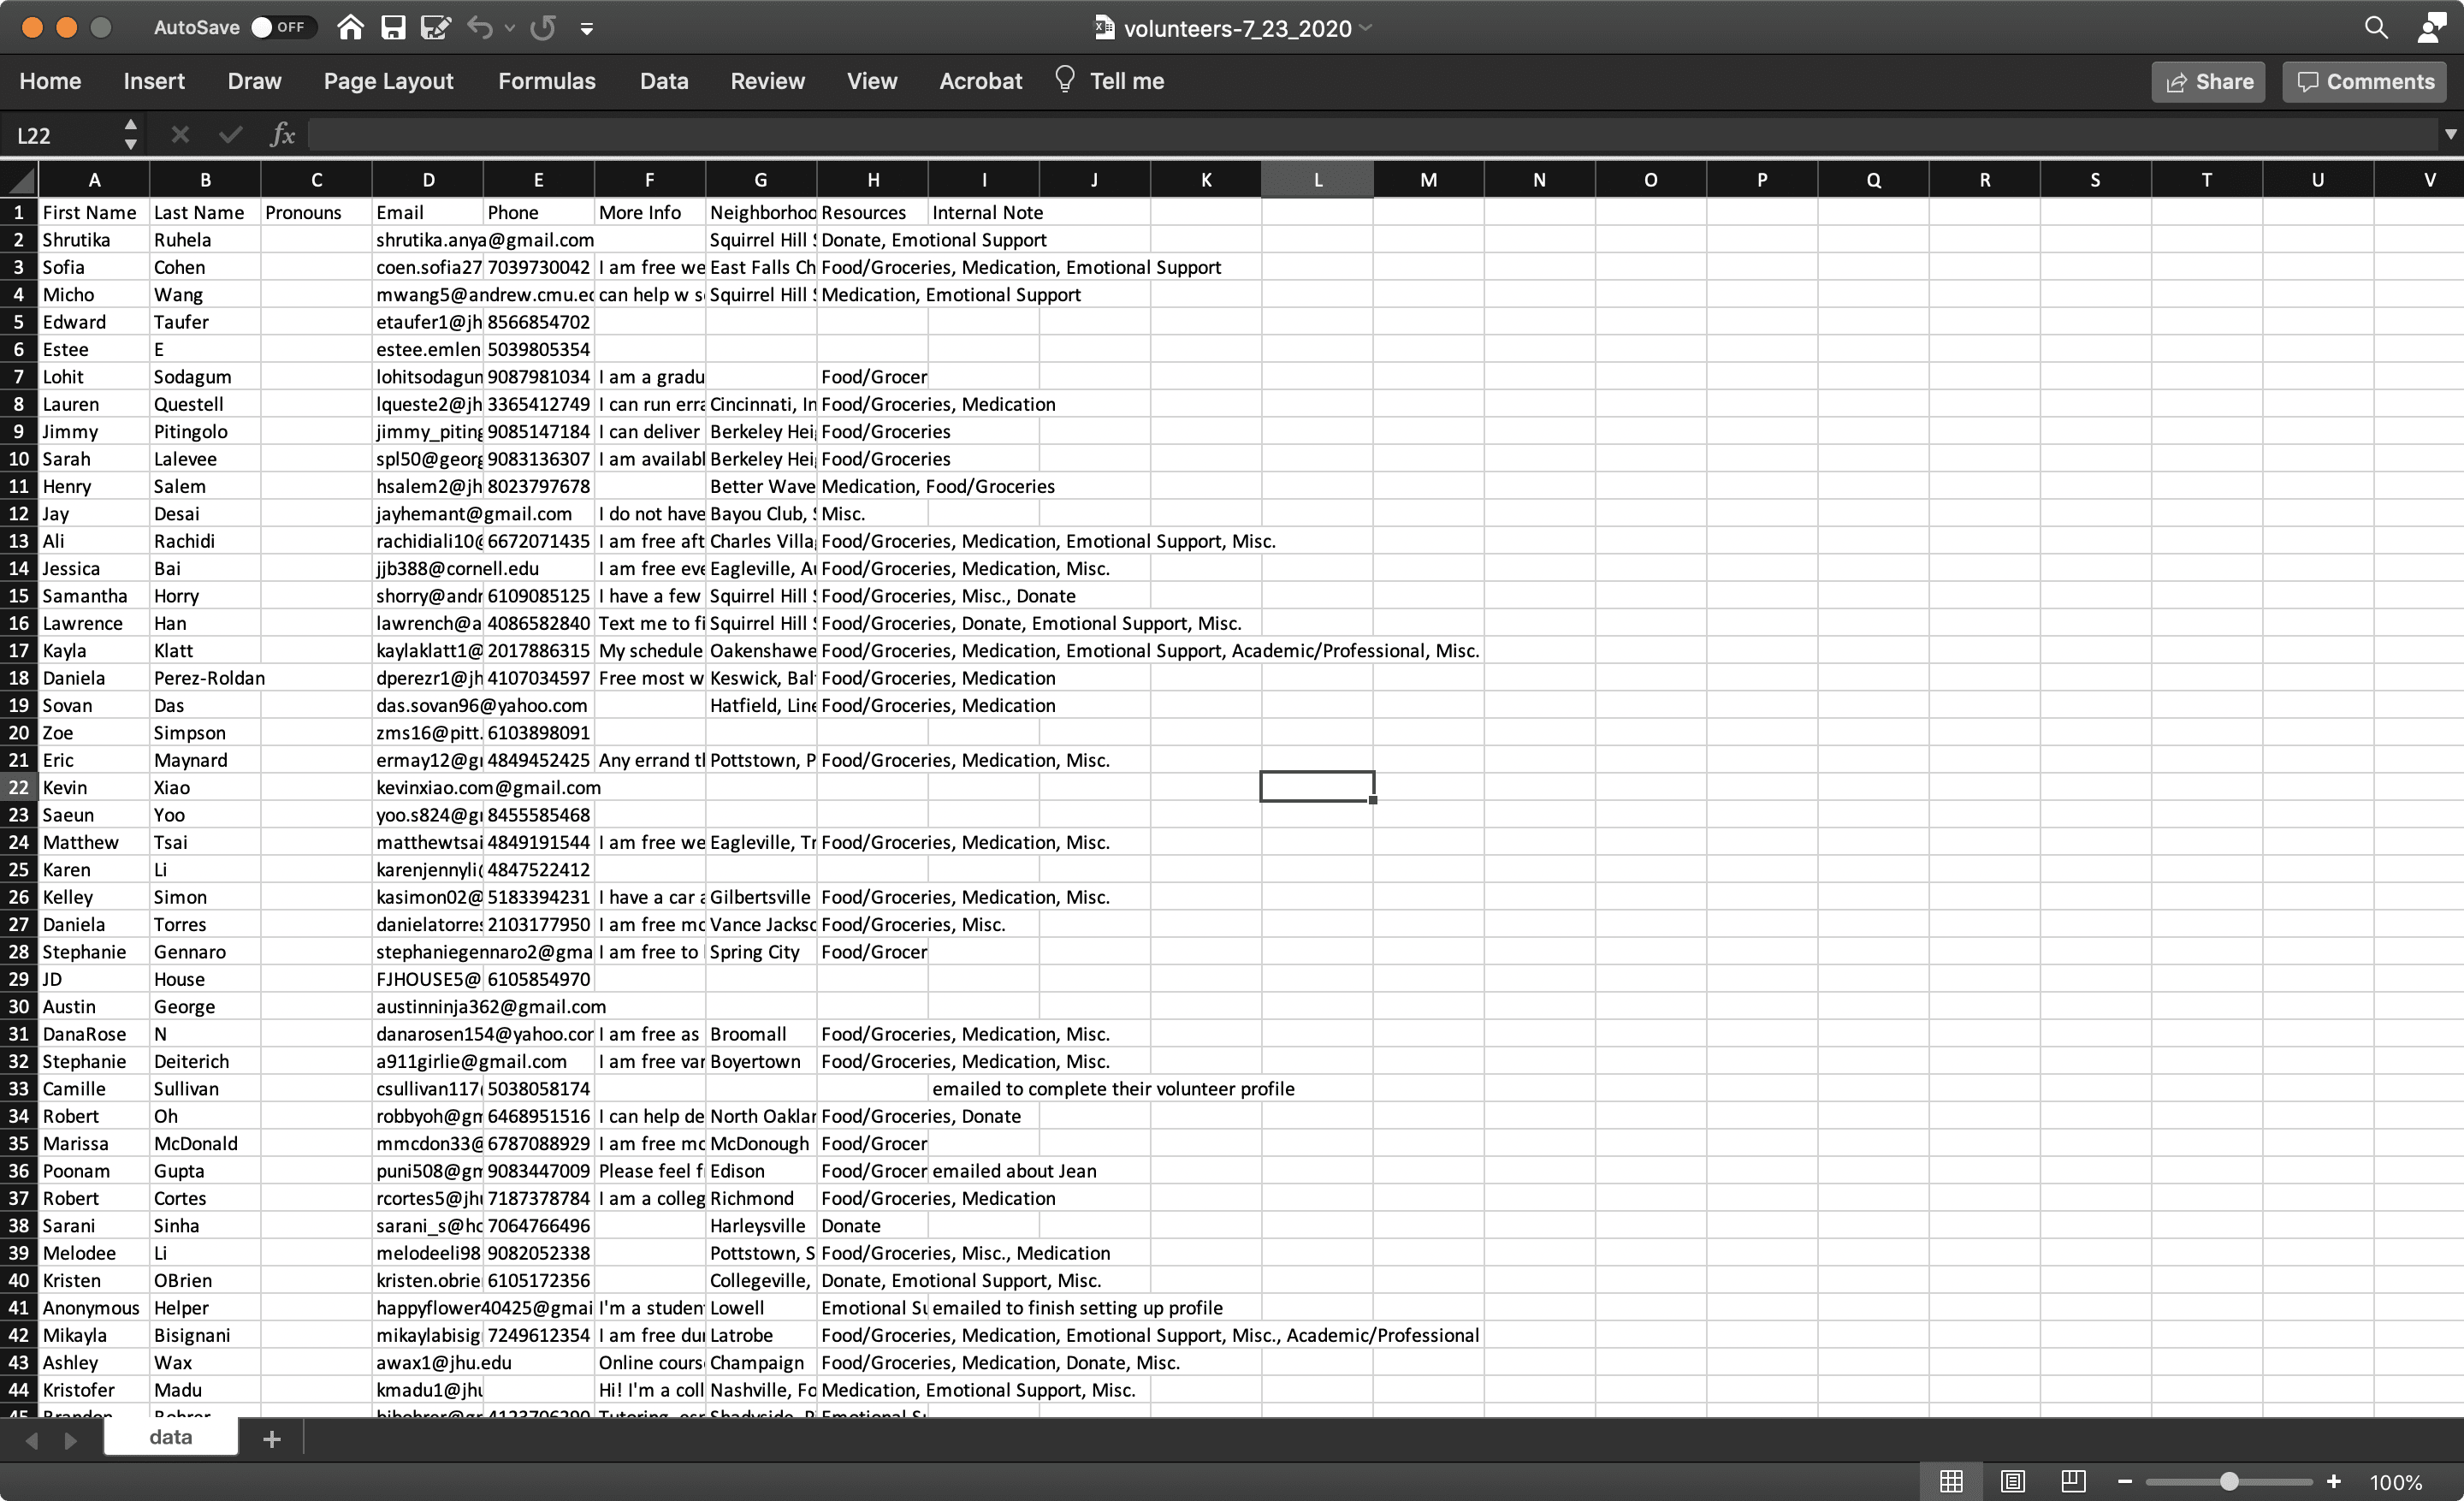 AutoSave OFF volunteers-7_23_2020
Home Insert Draw Page Layout Formulas Data Review View Acrobat Tell me Share Comments
L22 fx
A B C D E F G H I J K L M N O P Q R S T U V
1 First Name Last Name Pronouns Email Phone More Info Neighborhoo Resources Internal Note
2 Shrutika Ruhela shrutika.anya@gmail.com Squirrel Hill Donate, Emotional Support
3 Sofia Cohen coen.sofia27 7039730042 I am free we East Falls Ch Food/Groceries, Medication, Emotional Support
4 Micho Wang mwang5@andrew.cmu.ed can help w s Squirrel Hill Medication, Emotional Support
5 Edward Taufer etaufer1@jh 8566854702
6 Estee E estee.emlen 5039805354
7 Lohit Sodagum lohitsodagum 9087981034 I am a gradu Food/Grocer
8 Lauren Questell lqueste2@jh 3365412749 I can run erra Cincinnati, In Food/Groceries, Medication
9 Jimmy Pitingolo jimmy_piting 9085147184 I can deliver Berkeley Hei Food/Groceries
10 Sarah Lalevee spl50@georg 9083136307 I am availabl Berkeley Hei Food/Groceries
11 Henry Salem hsalem2@jh 8023797678 Better Wave Medication, Food/Groceries
12 Jay Desai jayhemant@gmail.com I do not have Bayou Club, Misc.
13 Ali Rachidi rachidiali10@ 6672071435 I am free aft Charles Villa Food/Groceries, Medication, Emotional Support, Misc.
14 Jessica Bai jjb388@cornell.edu I am free eve Eagleville, Au Food/Groceries, Medication, Misc.
15 Samantha Horry shorry@andr 6109085125 I have a few Squirrel Hill Food/Groceries, Misc., Donate
16 Lawrence Han lawrench@a 4086582840 Text me to fi Squirrel Hill Food/Groceries, Donate, Emotional Support, Misc.
17 Kayla Klatt kaylaklatt1@ 2017886315 My schedule Oakenshawe Food/Groceries, Medication, Emotional Support, Academic/Professional, Misc.
18 Daniela Perez-Roldan dperezr1@jh 4107034597 Free most w Keswick, Bal Food/Groceries, Medication
19 Sovan Das das.sovan96@yahoo.com Hatfield, Line Food/Groceries, Medication
20 Zoe Simpson zms16@pitt. 6103898091
21 Eric Maynard ermay12@g 4849452425 Any errand t Pottstown, P Food/Groceries, Medication, Misc.
22 Kevin Xiao kevinxiao.com@gmail.com
23 Saeun Yoo yoo.s824@g 8455585468
24 Matthew Tsai matthewtsai 4849191544 I am free we Eagleville, Tr Food/Groceries, Medication, Misc.
25 Karen Li karenjennyli 4847522412
26 Kelley Simon kasimon02@ 5183394231 I have a car a Gilbertsville Food/Groceries, Medication, Misc.
27 Daniela Torres danielatorres 2103177950 I am free mo Vance Jackso Food/Groceries, Misc.
28 Stephanie Gennaro stephaniegennaro2@gma I am free to Spring City Food/Grocer
29 JD House FJHOUSE5@ 6105854970
30 Austin George austinninja362@gmail.com
31 DanaRose N danarosen154@yahoo.cor I am free as Broomall Food/Groceries, Medication, Misc.
32 Stephanie Deiterich a911girlie@gmail.com I am free var Boyertown Food/Groceries, Medication, Misc.
33 Camille Sullivan csullivan117 5038058174 emailed to complete their volunteer profile
34 Robert Oh robbyoh@gm 6468951516 I can help de North Oaklan Food/Groceries, Donate
35 Marissa McDonald mmcdon33@ 6787088929 I am free mo McDonough Food/Grocer
36 Poonam Gupta puni508@gm 9083447009 Please feel f Edison Food/Grocer emailed about Jean
37 Robert Cortes rcortes5@jhu 7187378784 I am a colleg Richmond Food/Groceries, Medication
38 Sarani Sinha sarani_s@ho 7064766496 Harleysville Donate
39 Melodee Li melodeeli98 9082052338 Pottstown, S Food/Groceries, Misc., Medication
40 Kristen OBrien kristen.obrie 6105172356 Collegeville, Donate, Emotional Support, Misc.
41 Anonymous Helper happyflower40425@gmai I'm a studen Lowell Emotional Su emailed to finish setting up profile
42 Mikayla Bisignani mikaylabisig 7249612354 I am free du Latrobe Food/Groceries, Medication, Emotional Support, Misc., Academic/Professional
43 Ashley Wax awax1@jhu.edu Online cours Champaign Food/Groceries, Medication, Donate, Misc.
44 Kristofer Madu kmadu1@jhu Hi! I'm a coll Nashville, Fo Medication, Emotional Support, Misc.
data
100%